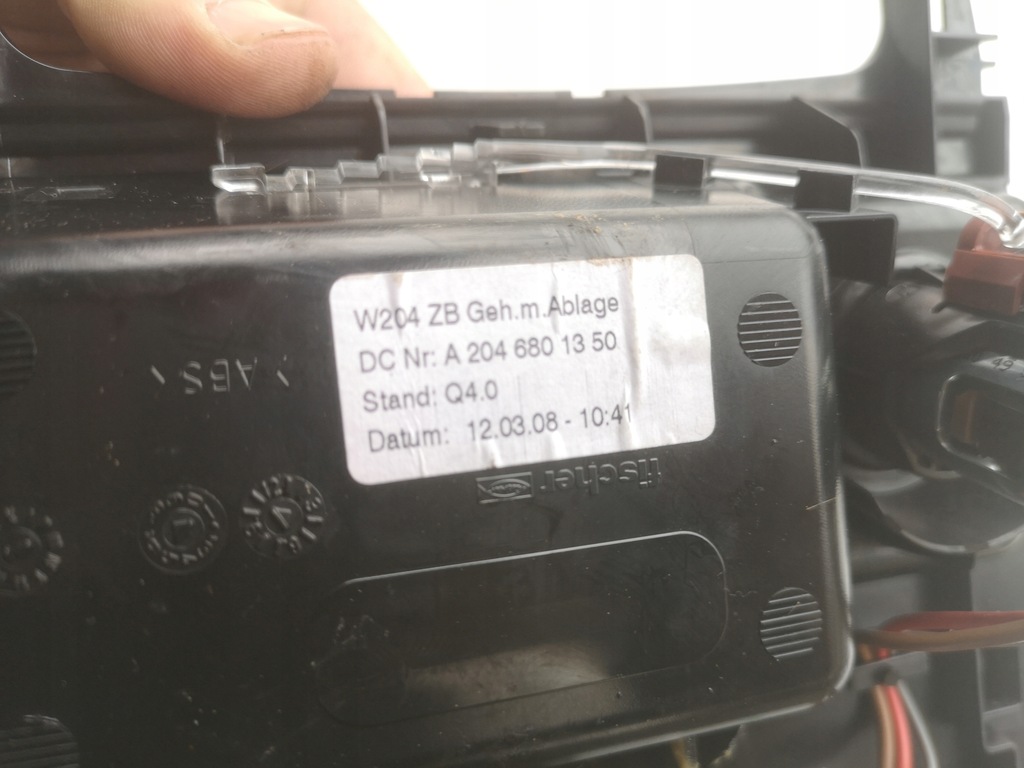 W204 ZB Geh.m.Ablage
DC Nr: A 204 680 13 50
Stand: Q4.0
Datum: 12.03.08 - 10:41
>ABS<
fischer